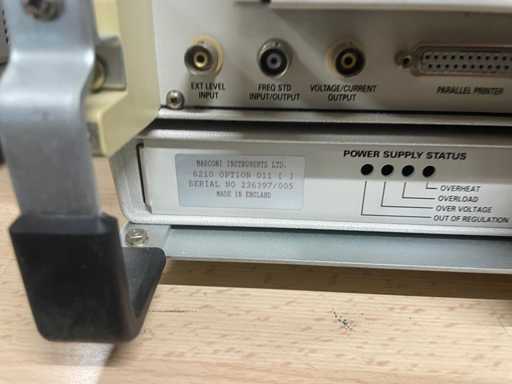 EXT LEVEL
INPUT
FREQ STD
INPUT/OUTPUT
VOLTAGE/CURRENT
OUTPUT
PARALLEL PRINTER
MARCONI INSTRUMENTS LTD.
6210 OPTION 011 [ ]
SERIAL NO 236397/005
MADE IN ENGLAND
POWER SUPPLY STATUS
OVERHEAT
OVERLOAD
OVER VOLTAGE
OUT OF REGULATION